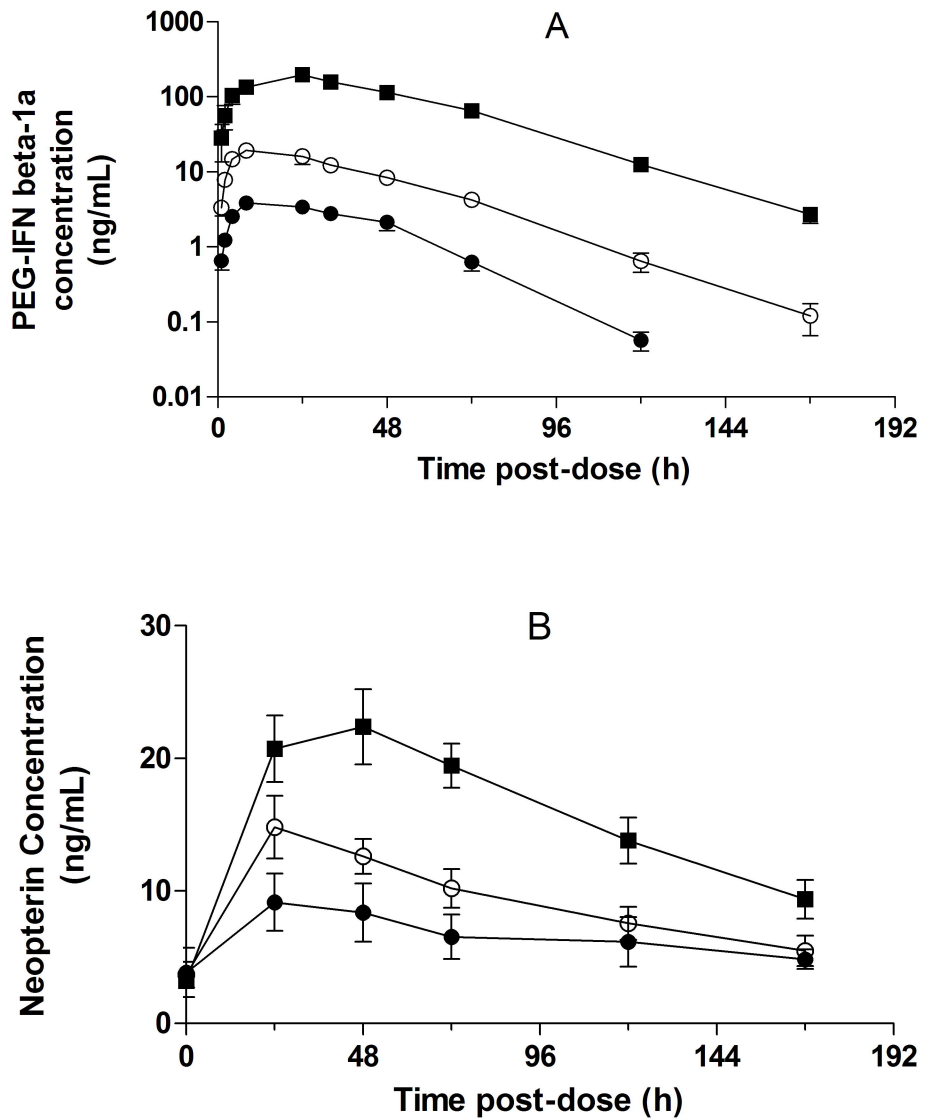 A
PEG-IFN beta-1a
concentration
(ng/mL)
1000
100
10
1
0.1
0.01
0 48 96 144 192
Time post-dose (h)
B
Neopterin Concentration
(ng/mL)
30
20
10
0
0 48 96 144 192
Time post-dose (h)